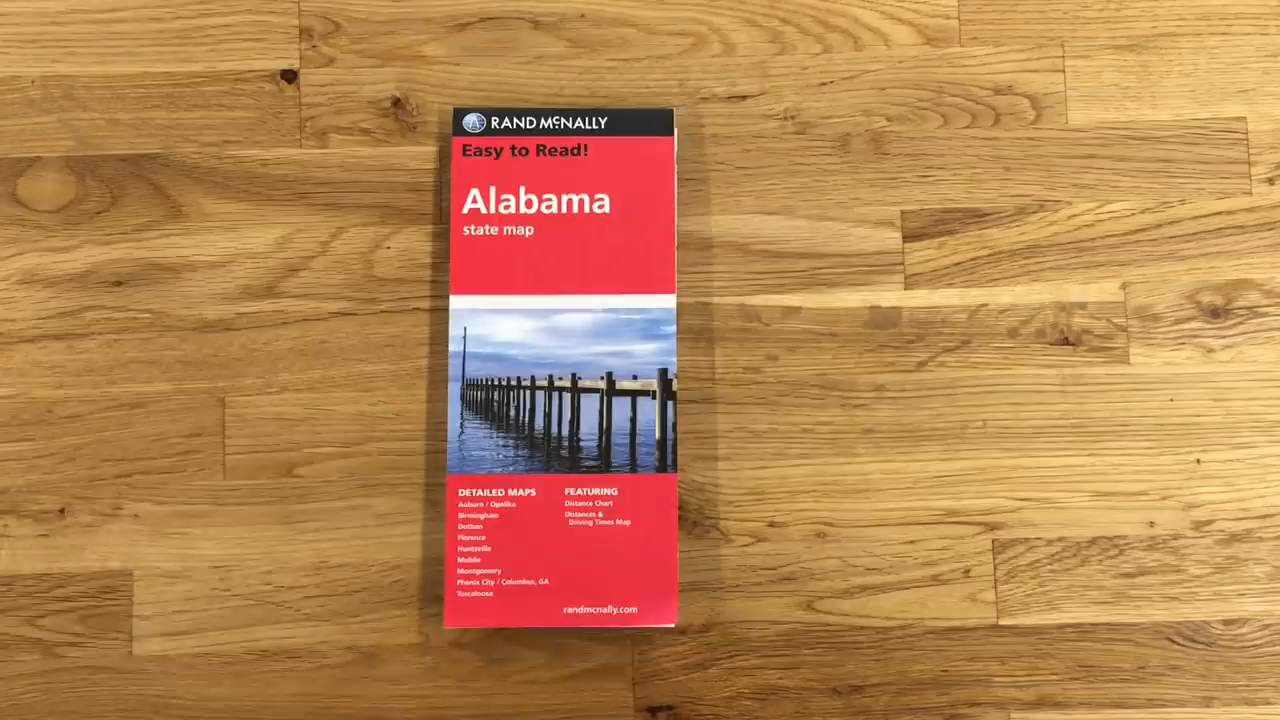 RAND McNALLY
Easy to Read!
Alabama
state map
DETAILED MAPS
Auburn / Opelika
Birmingham
Dothan
Florence
Huntsville
Mobile
Montgomery
Phenix City / Columbus, GA
Tuscaloosa
FEATURING
Distance Chart
Distances &
Driving Times Map
randmcnally.com